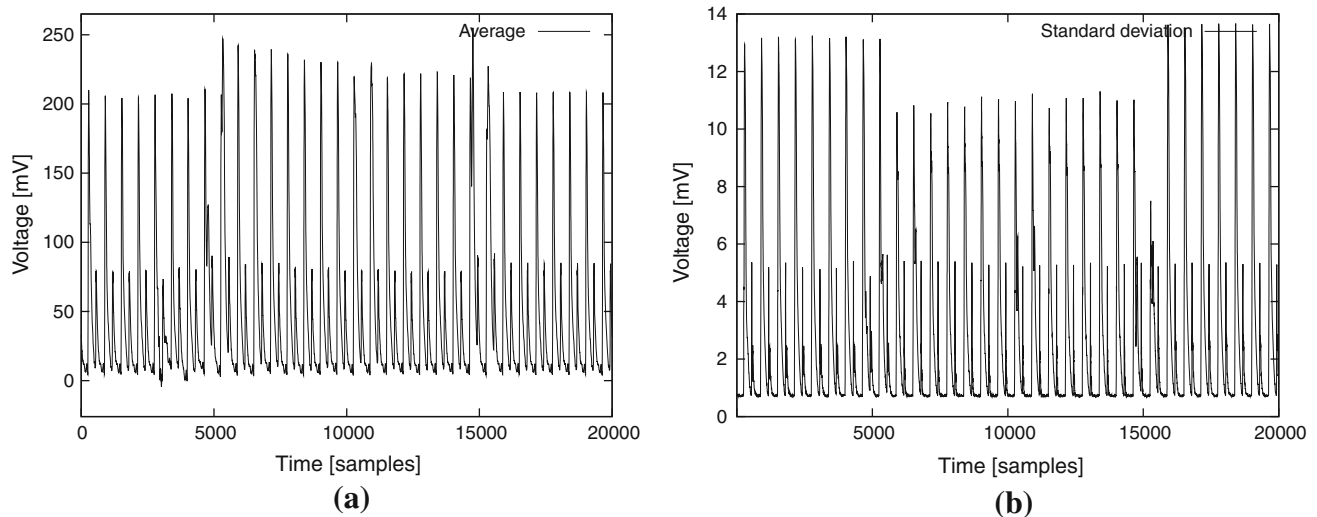 250
200
150
100
50
0
Voltage [mV]
Average
0 5000 10000 15000 20000
Time [samples]
(a)
14
12
10
8
6
4
2
0
Voltage [mV]
Standard deviation
5000 10000 15000 20000
Time [samples]
(b)